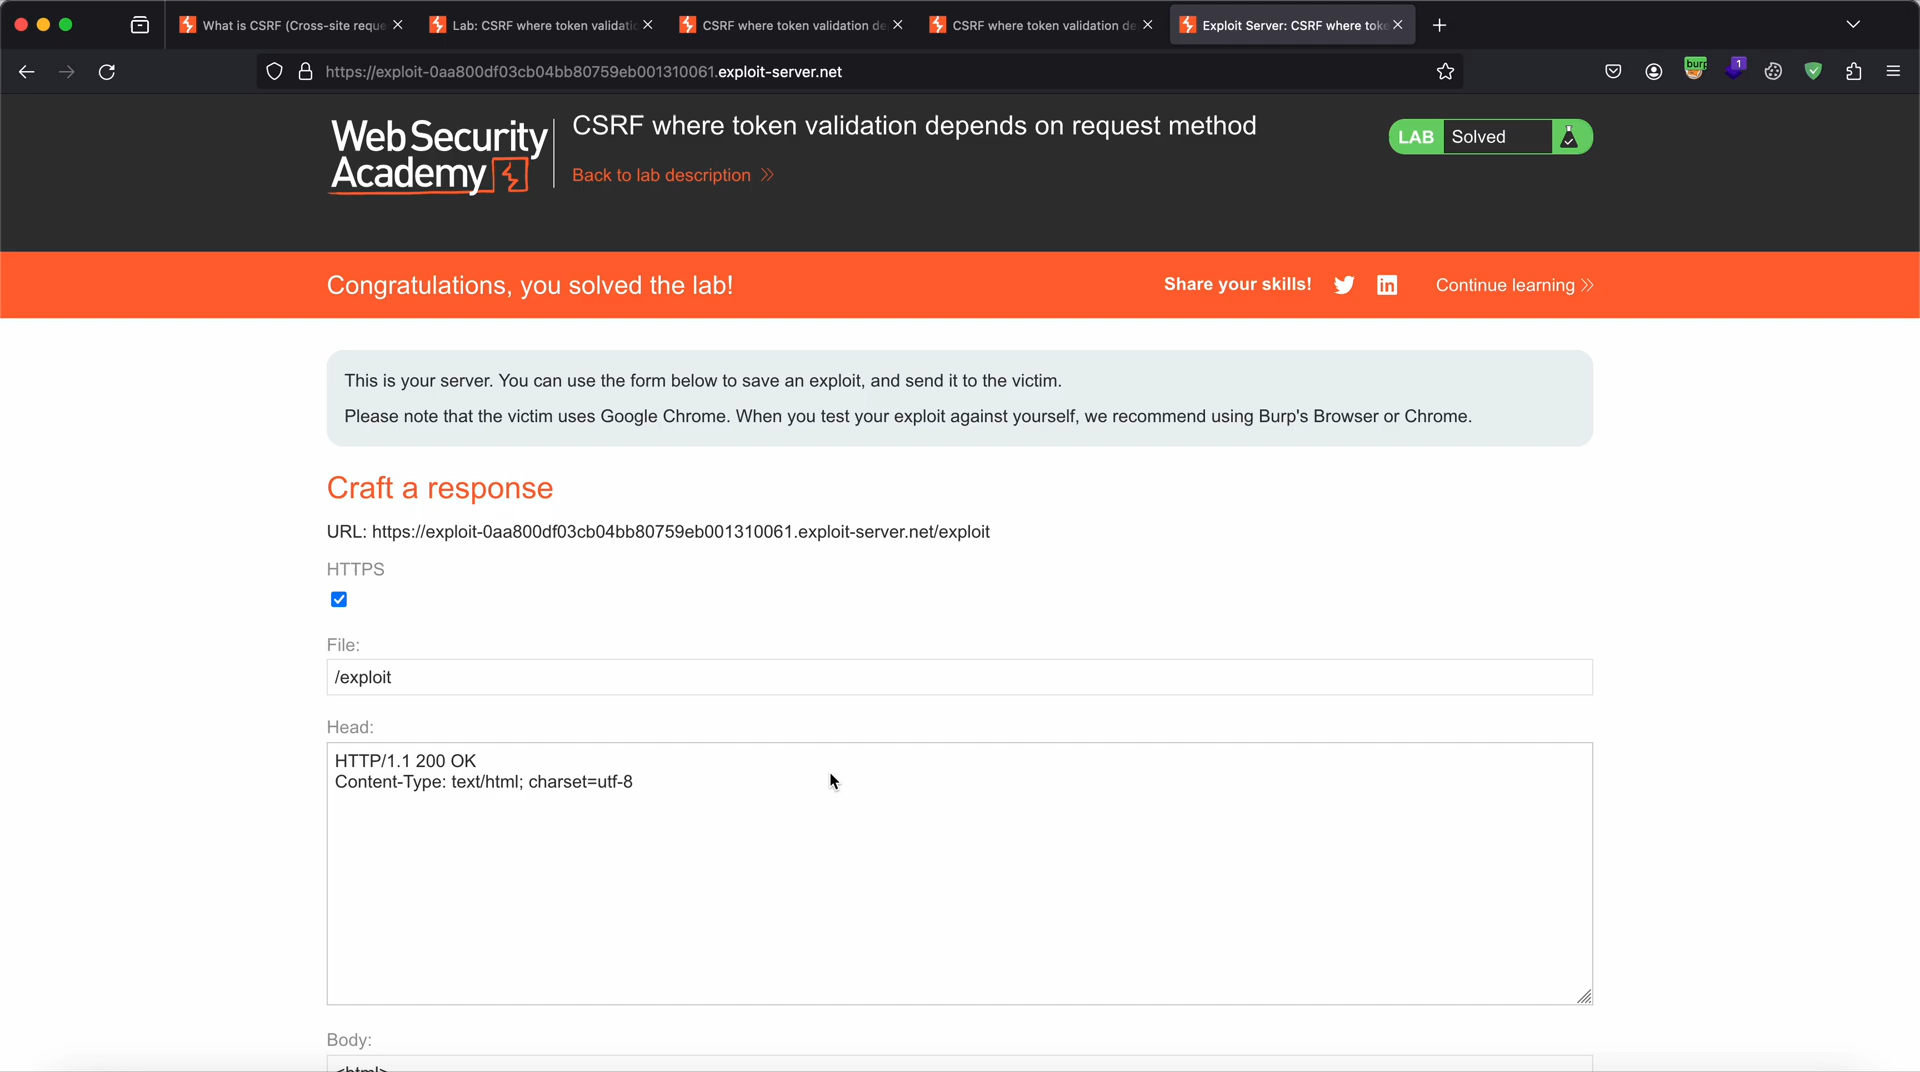 What is CSRF (Cross-site reque
Lab: CSRF where token validatio
CSRF where token validation de
CSRF where token validation de
Exploit Server: CSRF where toke
https://exploit-0aa800df03cb04bb80759eb001310061.exploit-server.net
burp
1
WebSecurity
Academy
CSRF where token validation depends on request method
Back to lab description
LAB Solved
Congratulations, you solved the lab!
Share your skills!
Continue learning
This is your server. You can use the form below to save an exploit, and send it to the victim.
Please note that the victim uses Google Chrome. When you test your exploit against yourself, we recommend using Burp's Browser or Chrome.
Craft a response
URL: https://exploit-0aa800df03cb04bb80759eb001310061.exploit-server.net/exploit
HTTPS
File:
/exploit
Head:
HTTP/1.1 200 OK
Content-Type: text/html; charset=utf-8
Body:
<html>